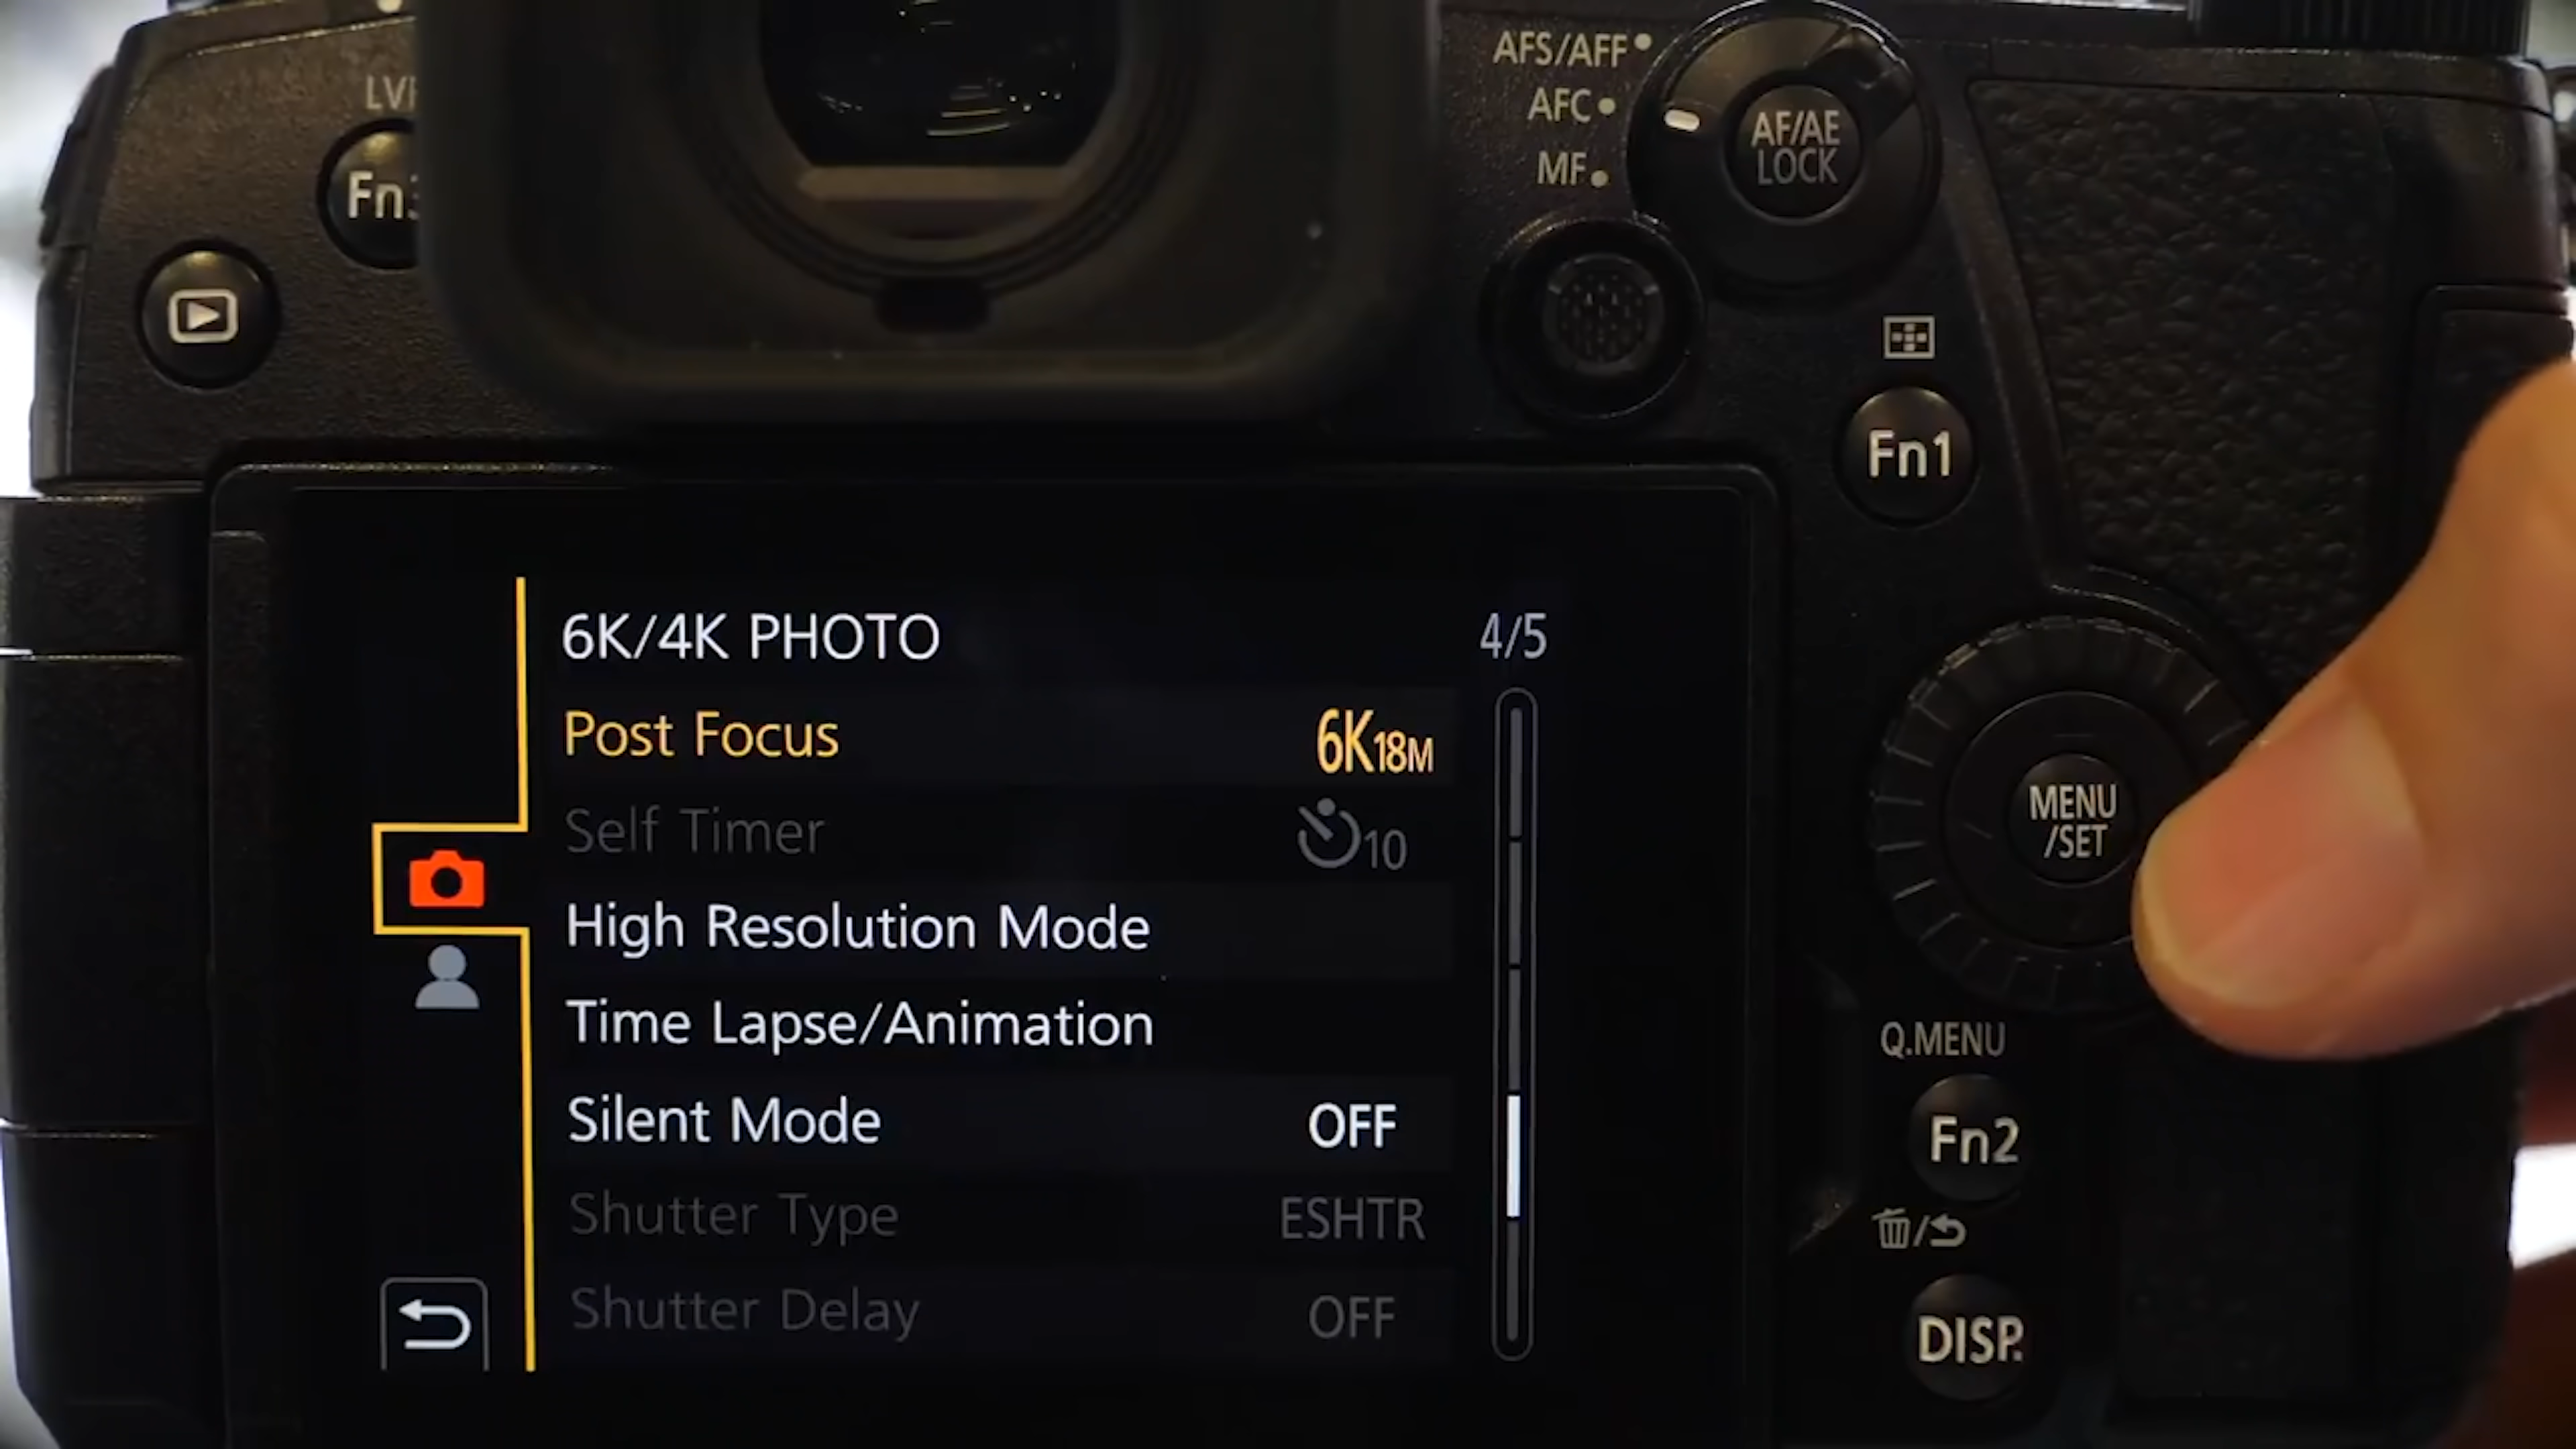 AFS/AFF
AFC
MF
AF/AE
LOCK
Fn1
6K/4K PHOTO 4/5
Post Focus 6K18M
Self Timer 10
High Resolution Mode
Time Lapse/Animation
Silent Mode OFF
Shutter Type ESHTR
Shutter Delay OFF
MENU
/SET
Q.MENU
Fn2
DISP.